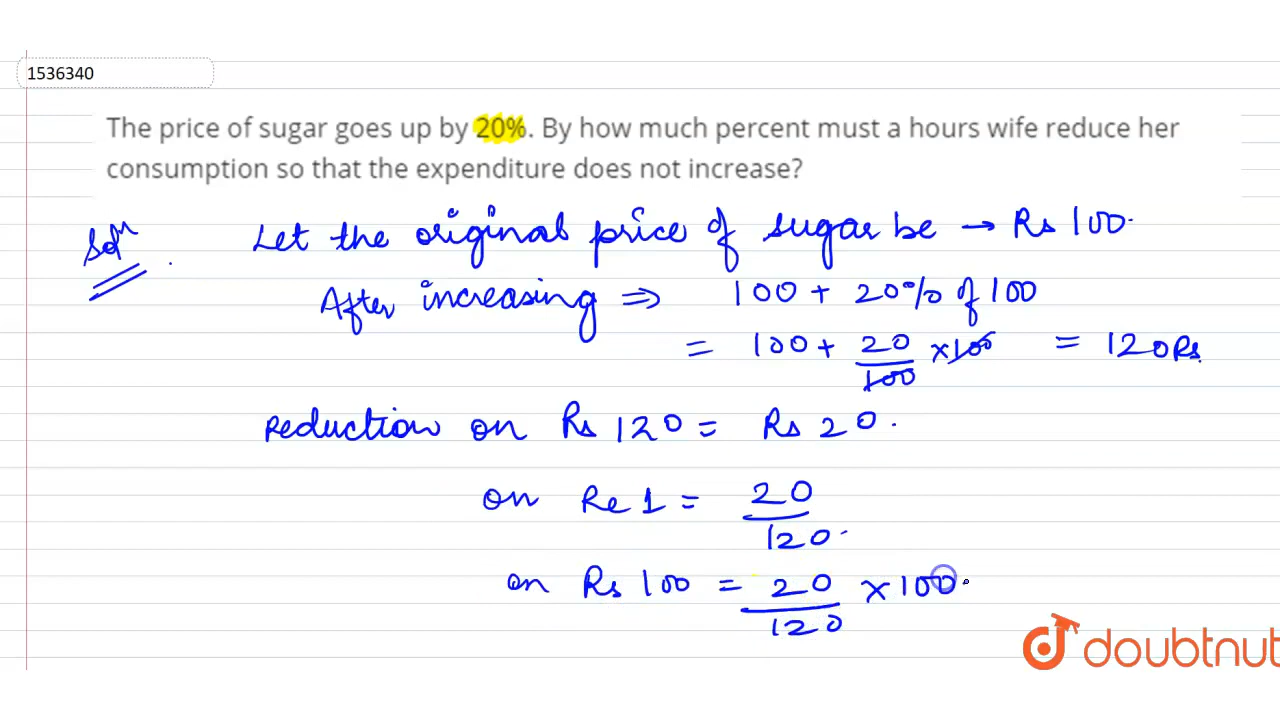 1536340
The price of sugar goes up by 20%. By how much percent must a hours wife reduce her
consumption so that the expenditure does not increase?
Solⁿ. Let the original price of sugar be → Rs 100.
After increasing ⇒ 100 + 20% of 100
= 100 + 20/100 × 100 = 120 Rs.
Reduction on Rs 120 = Rs 20.
on Re 1 = 20/120.
on Rs 100 = 20/120 × 100.
doubtnut